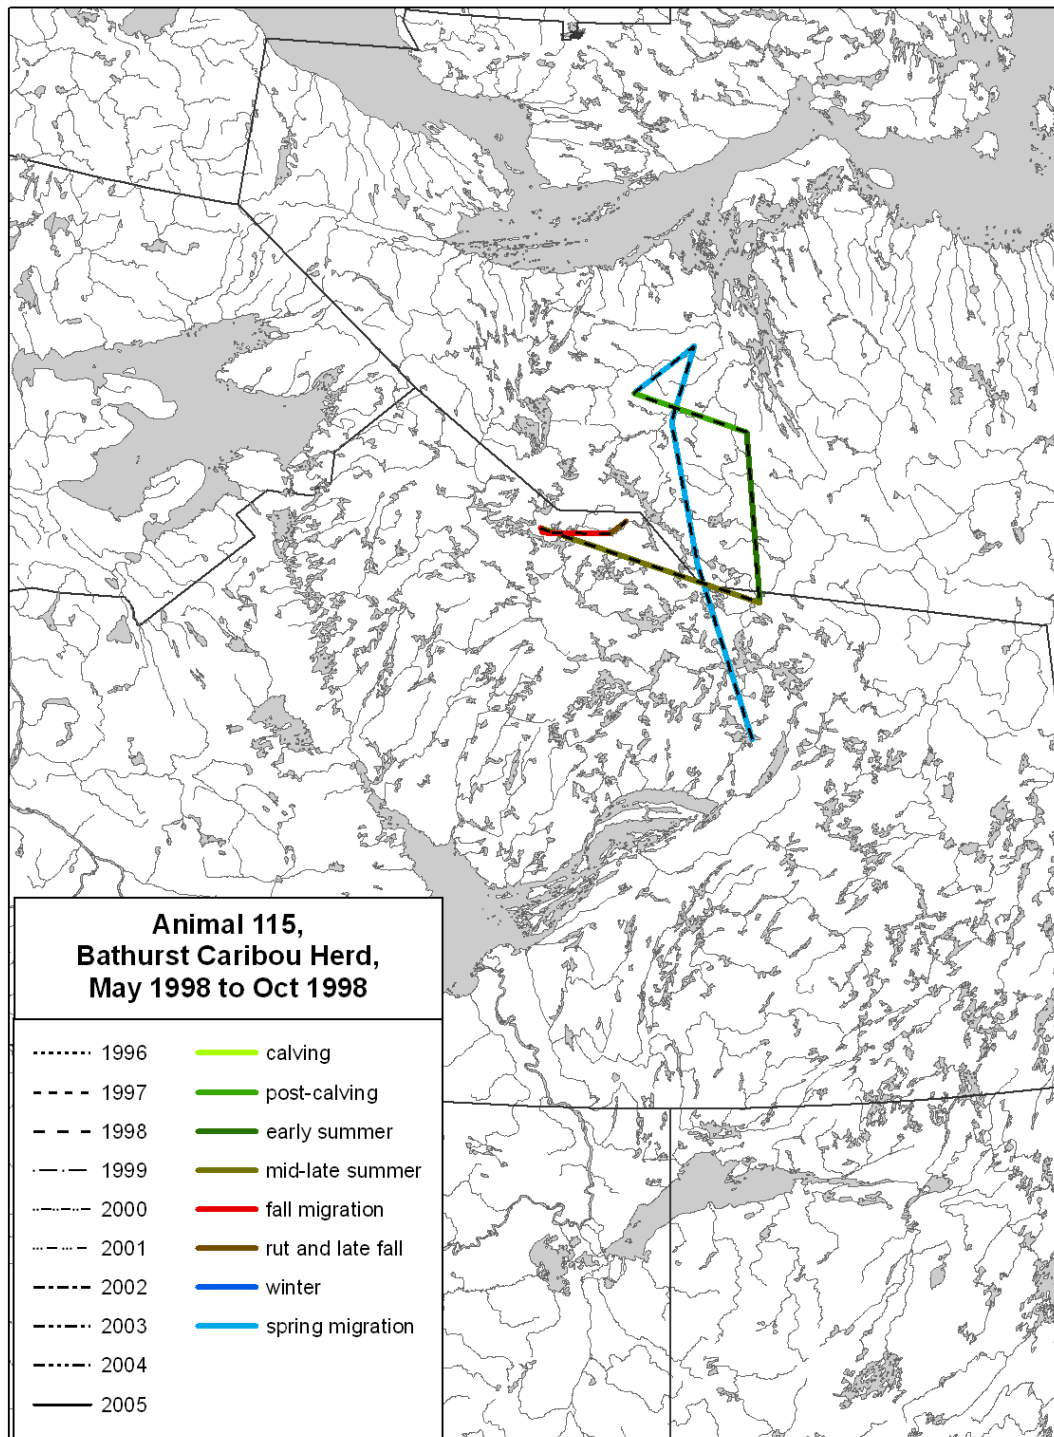 Animal 115,
Bathurst Caribou Herd,
May 1998 to Oct 1998
1996
1997
1998
1999
2000
2001
2002
2003
2004
2005
calving
post-calving
early summer
mid-late summer
fall migration
rut and late fall
winter
spring migration